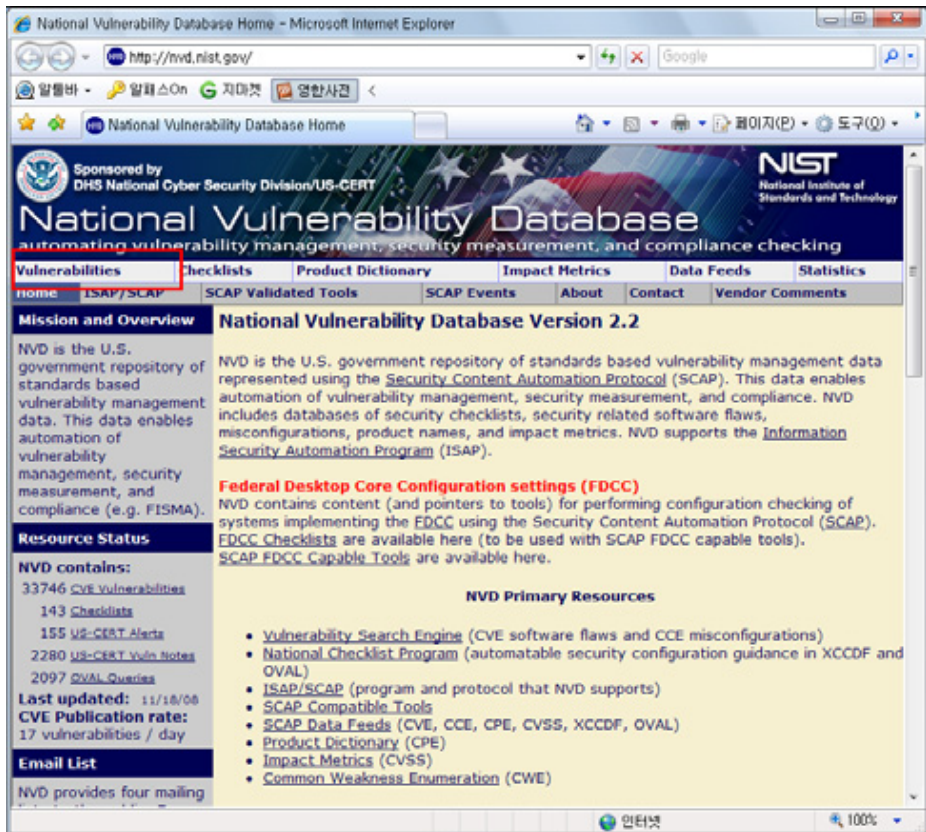 National Vulnerability Database Home - Microsoft Internet Explorer
http://nvd.nist.gov/
Google
알툴바
알패스On
지마켓
영한사전
National Vulnerability Database Home
페이지(P)
도구(O)
Sponsored by
DHS National Cyber Security Division/US-CERT
NIST
National Institute of
Standards and Technology
National Vulnerability Database
automating vulnerability management, security measurement, and compliance checking
Vulnerabilities Checklists Product Dictionary Impact Metrics Data Feeds Statistics
Home ISAP/SCAP SCAP Validated Tools SCAP Events About Contact Vendor Comments
Mission and Overview
NVD is the U.S.
government repository of
standards based
vulnerability management
data. This data enables
automation of
vulnerability
management, security
measurement, and
compliance (e.g. FISMA).
Resource Status
NVD contains:
33746 CVE Vulnerabilities
143 Checklists
155 US-CERT Alerts
2280 US-CERT Vuln Notes
2097 OVAL Queries
Last updated: 11/18/08
CVE Publication rate:
17 vulnerabilities / day
Email List
NVD provides four mailing
National Vulnerability Database Version 2.2
NVD is the U.S. government repository of standards based vulnerability management data
represented using the Security Content Automation Protocol (SCAP). This data enables
automation of vulnerability management, security measurement, and compliance. NVD
includes databases of security checklists, security related software flaws,
misconfigurations, product names, and impact metrics. NVD supports the Information
Security Automation Program (ISAP).
Federal Desktop Core Configuration settings (FDCC)
NVD contains content (and pointers to tools) for performing configuration checking of
systems implementing the FDCC using the Security Content Automation Protocol (SCAP).
FDCC Checklists are available here (to be used with SCAP FDCC capable tools).
SCAP FDCC Capable Tools are available here.
NVD Primary Resources
• Vulnerability Search Engine (CVE software flaws and CCE misconfigurations)
• National Checklist Program (automatable security configuration guidance in XCCDF and
OVAL)
• ISAP/SCAP (program and protocol that NVD supports)
• SCAP Compatible Tools
• SCAP Data Feeds (CVE, CCE, CPE, CVSS, XCCDF, OVAL)
• Product Dictionary (CPE)
• Impact Metrics (CVSS)
• Common Weakness Enumeration (CWE)
인터넷
100%